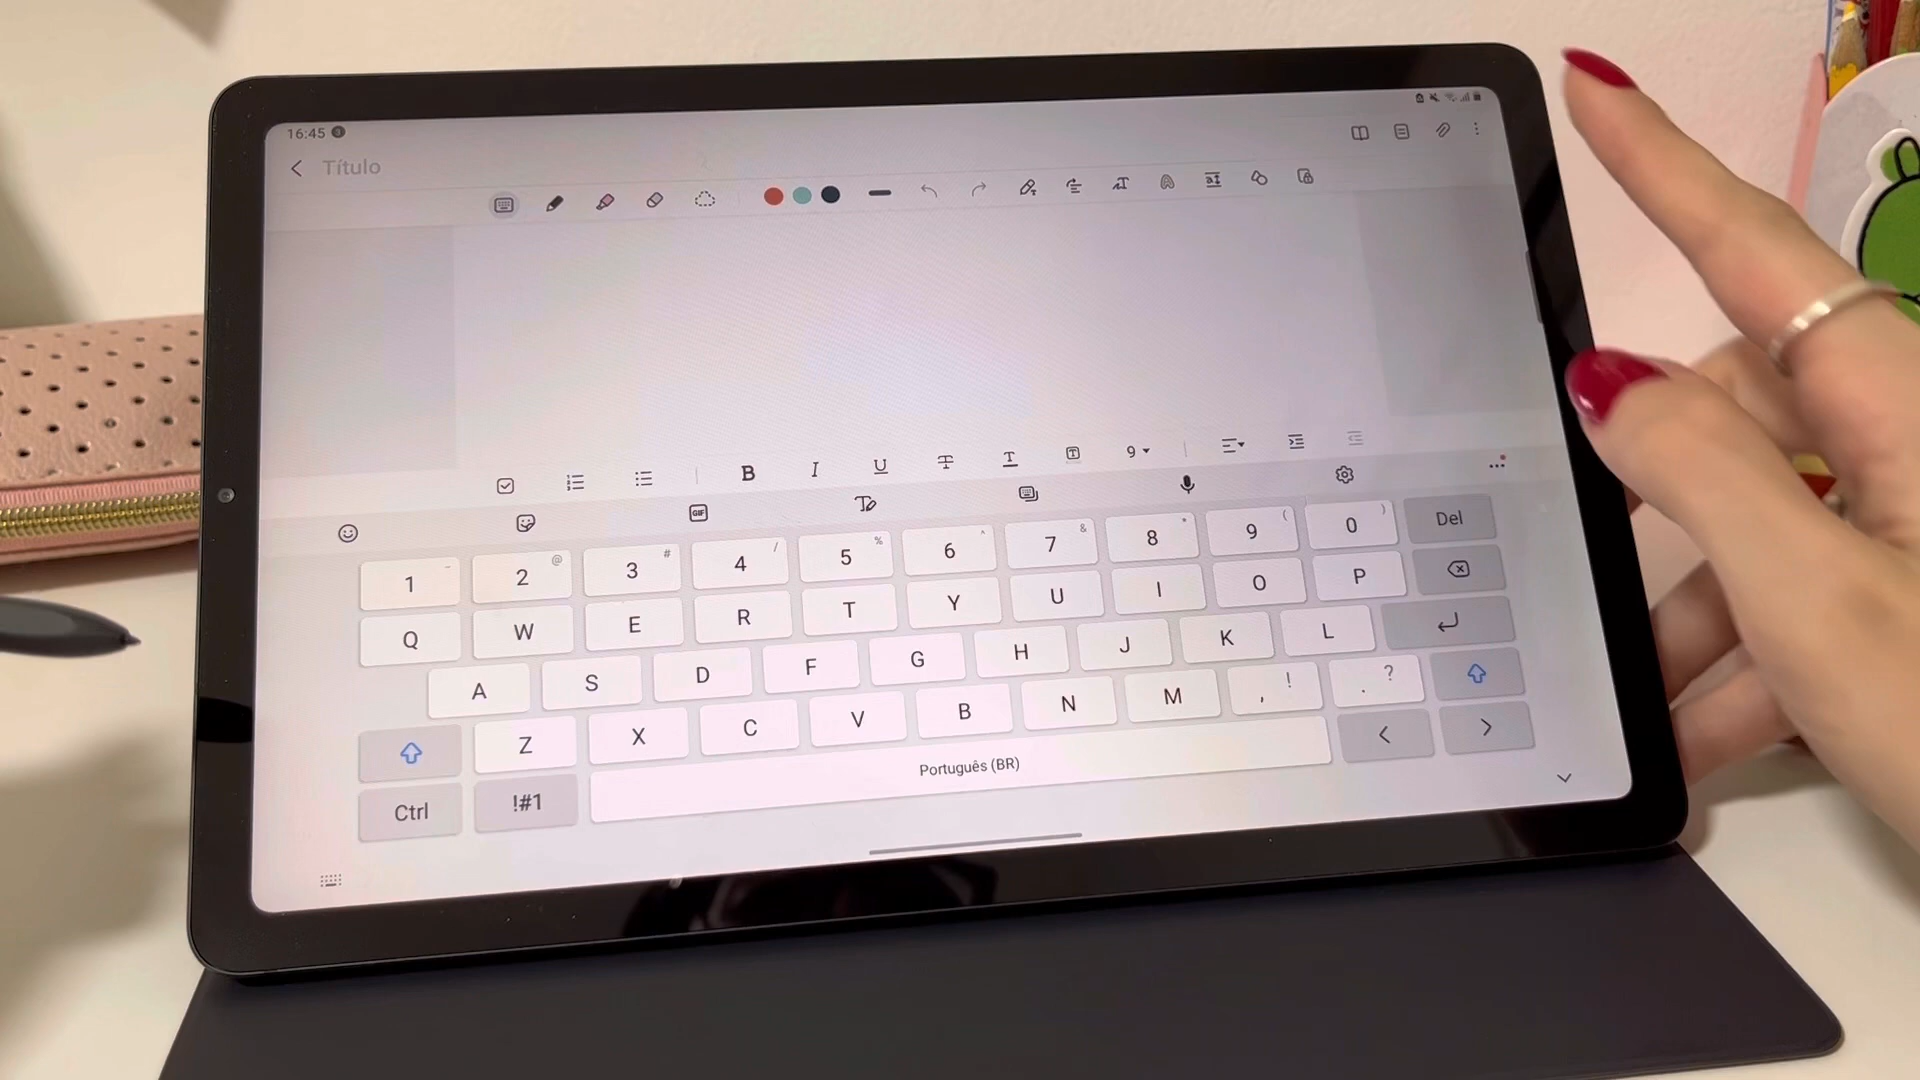 16:45
Título
B I U T T T 9
GIF T
1 2 @ 3 # 4 / 5 % 6 ^ 7 & 8 * 9 ( 0 ) Del
Q W E R T Y U I O P
A S D F G H J K L
Z X C V B N M , ! . ?
Ctrl !#1 Português (BR) < >